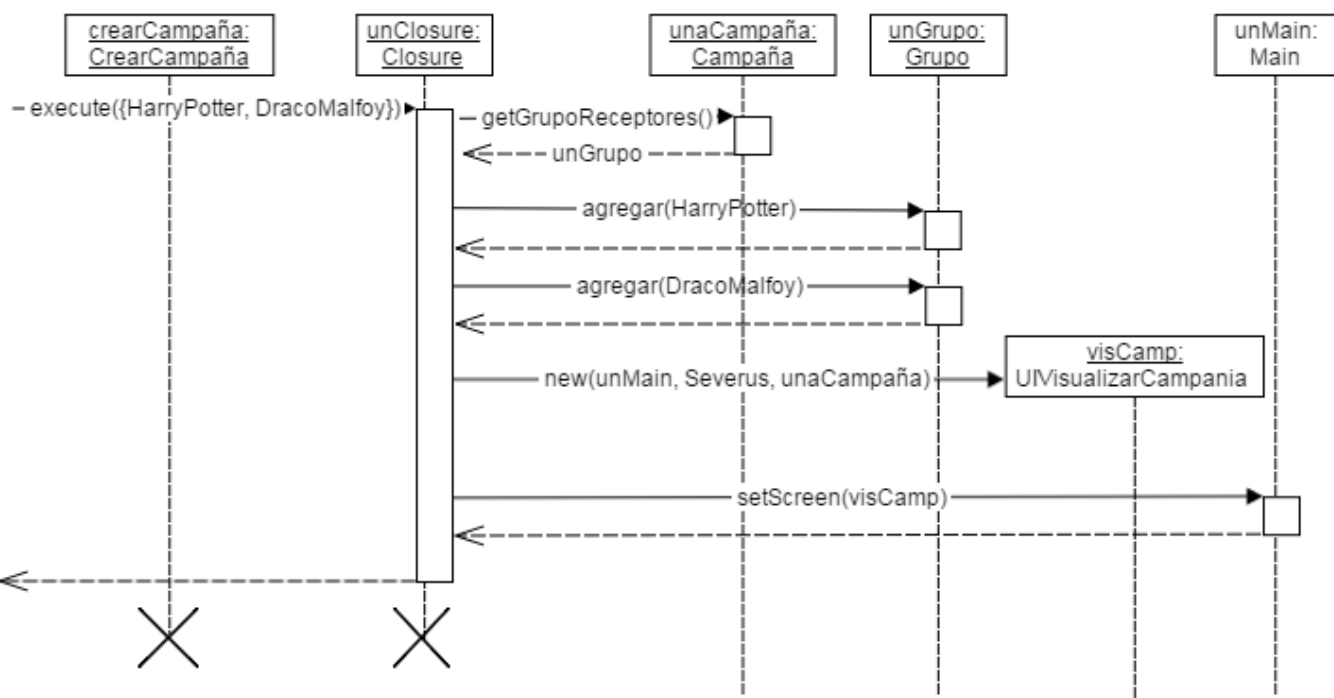 crearCampaña:
CrearCampaña
unClosure:
Closure
unaCampaña:
Campaña
unGrupo:
Grupo
unMain:
Main
execute({HarryPotter, DracoMalfoy})
getGrupoReceptores()
unGrupo
agregar(HarryPotter)
agregar(DracoMalfoy)
visCamp:
UIVisualizarCampania
new(unMain, Severus, unaCampaña)
setScreen(visCamp)